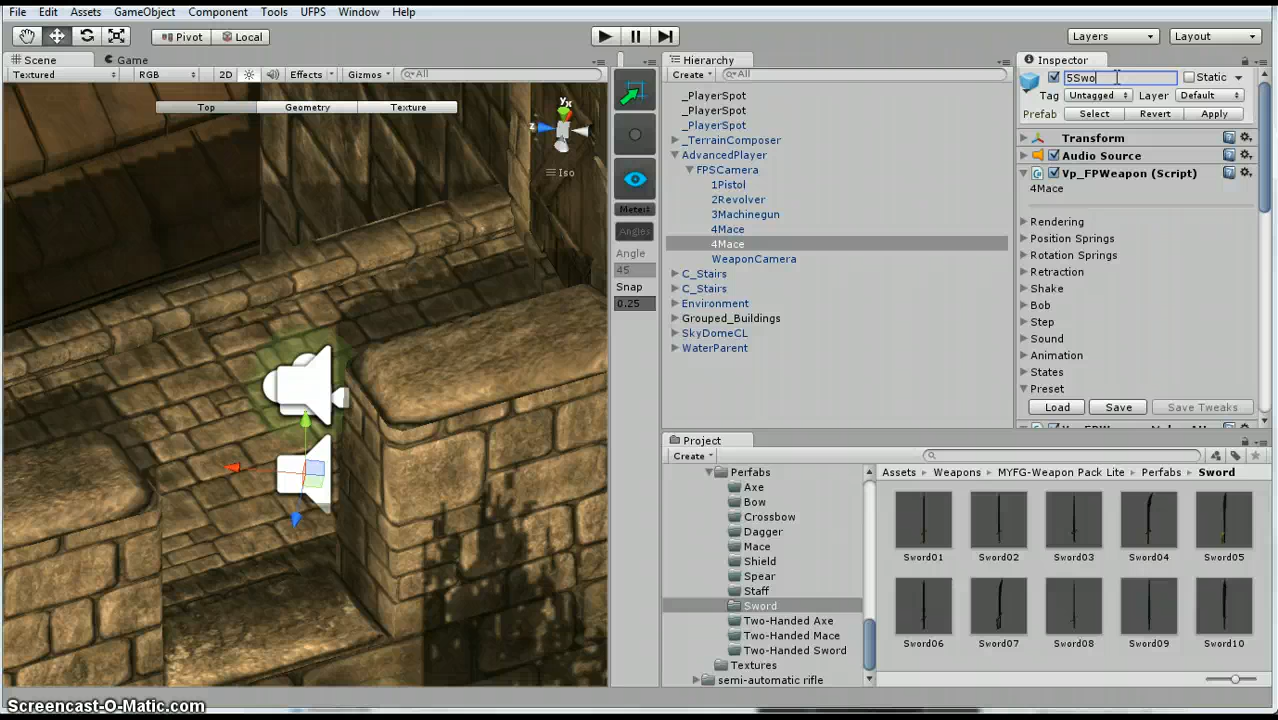 File Edit Assets GameObject Component Tools UFPS Window Help
Pivot Local Layers Layout
Scene Game
Textured RGB 2D Effects Gizmos All
Top Geometry Texture
y x
z
Iso
Meter
Angles
Angle
45
Snap
0.25
Hierarchy
Create All
_PlayerSpot
_PlayerSpot
_PlayerSpot
_TerrainComposer
AdvancedPlayer
FPSCamera
1Pistol
2Revolver
3Machinegun
4Mace
4Mace
WeaponCamera
C_Stairs
C_Stairs
Environment
Grouped_Buildings
SkyDomeCL
WaterParent
Inspector
5Swo Static
Tag Untagged Layer Default
Prefab Select Revert Apply
Transform
Audio Source
Vp_FPWeapon (Script)
4Mace
Rendering
Position Springs
Rotation Springs
Retraction
Shake
Bob
Step
Sound
Animation
States
Preset
Load Save Save Tweaks
Project
Create
Perfabs
Axe
Bow
Crossbow
Dagger
Mace
Shield
Spear
Staff
Sword
Two-Handed Axe
Two-Handed Mace
Two-Handed Sword
Textures
semi-automatic rifle
Assets Weapons MYFG-Weapon Pack Lite Perfabs Sword
Sword01 Sword02 Sword03 Sword04 Sword05
Sword06 Sword07 Sword08 Sword09 Sword10
Screencast-O-Matic.com